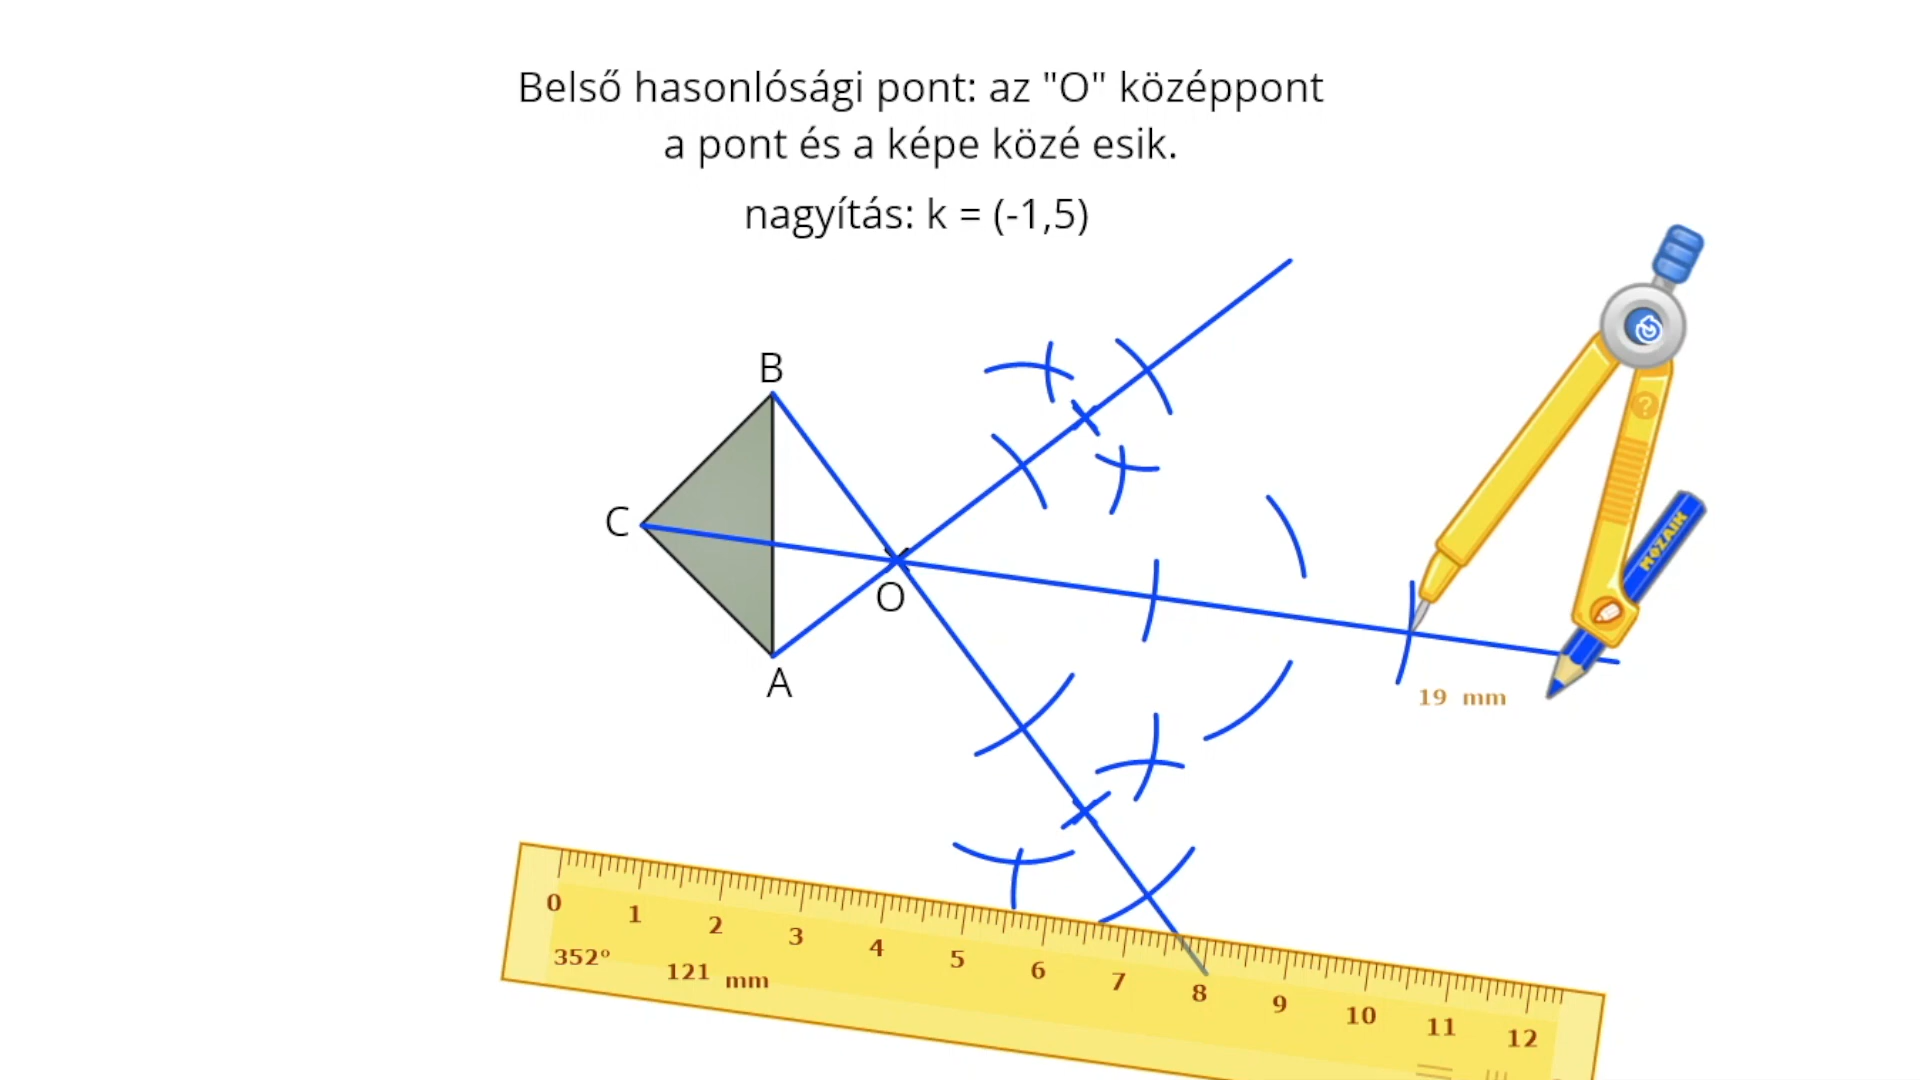 Belső hasonlósági pont: az "O" középpont
a pont és a képe közé esik.
nagyítás: k = (-1,5)
B
?
C
MOZAIK
O
A
19 mm
0 1 2 3 4 5 6 7 8 9 10 11 12
352° 121 mm